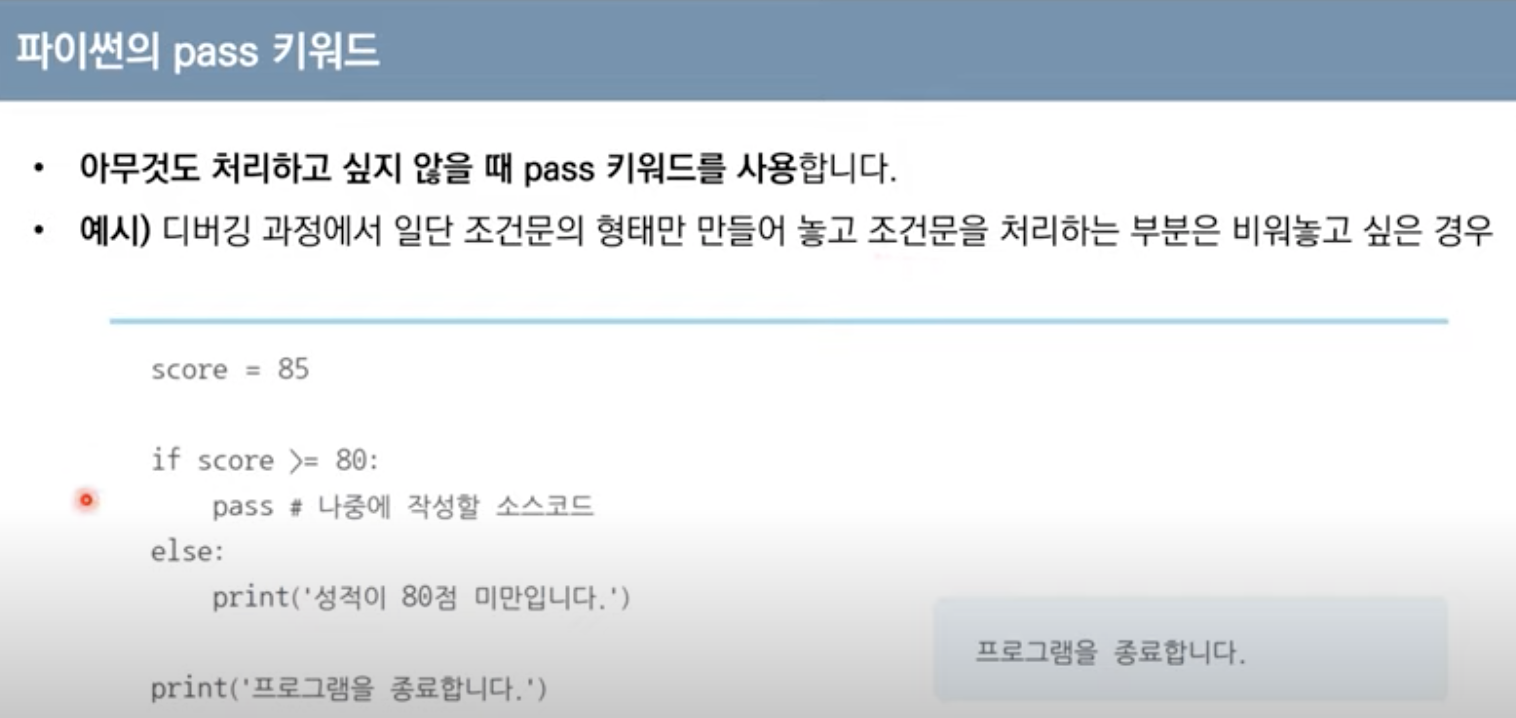 파이썬의 pass 키워드
• 아무것도 처리하고 싶지 않을 때 pass 키워드를 사용합니다.
• 예시) 디버깅 과정에서 일단 조건문의 형태만 만들어 놓고 조건문을 처리하는 부분은 비워놓고 싶은 경우
score = 85
if score >= 80:
    pass # 나중에 작성할 소스코드
else:
    print('성적이 80점 미만입니다.')
프로그램을 종료합니다.
print('프로그램을 종료합니다.')